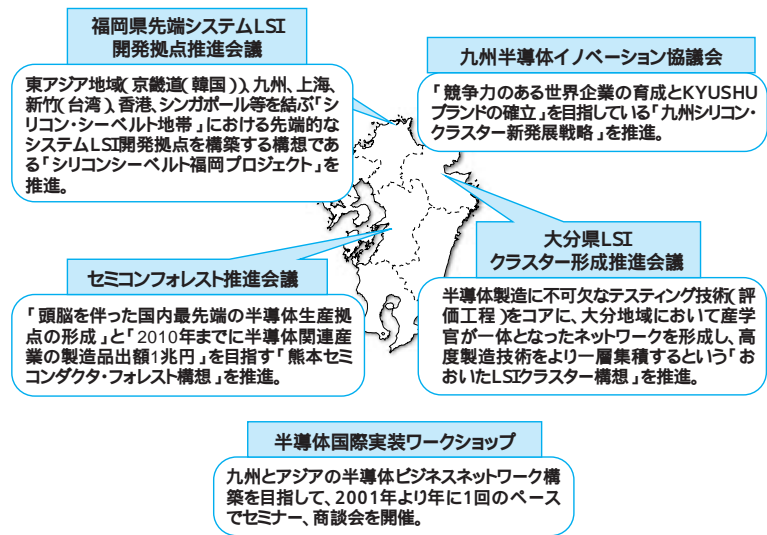 福岡県先端システムLSI
開発拠点推進会議
東アジア地域(京畿道(韓国))、九州、上海、
新竹(台湾)、香港、シンガポール等を結ぶ「シ
リコン・シーベルト地帯」における先端的な
システムLSI開発拠点を構築する構想であ
る「シリコンシーベルト福岡プロジェクト」を
推進。
九州半導体イノベーション協議会
「競争力のある世界企業の育成とKYUSHU
ブランドの確立」を目指している「九州シリコン・
クラスター新発展戦略」を推進。
セミコンフォレスト推進会議
「頭脳を伴った国内最先端の半導体生産拠
点の形成」と「2010年までに半導体関連産
業の製造品出額1兆円」を目指す「熊本セミ
コンダクタ・フォレスト構想」を推進。
大分県LSI
クラスター形成推進会議
半導体製造に不可欠なテスティング技術(評
価工程)をコアに、大分地域において産学
官が一体となったネットワークを形成し、高
度製造技術をより一層集積するという「お
おいたLSIクラスター構想」を推進。
半導体国際実装ワークショップ
九州とアジアの半導体ビジネスネットワーク構
築を目指して、2001年より年に1回のペース
でセミナー、商談会を開催。